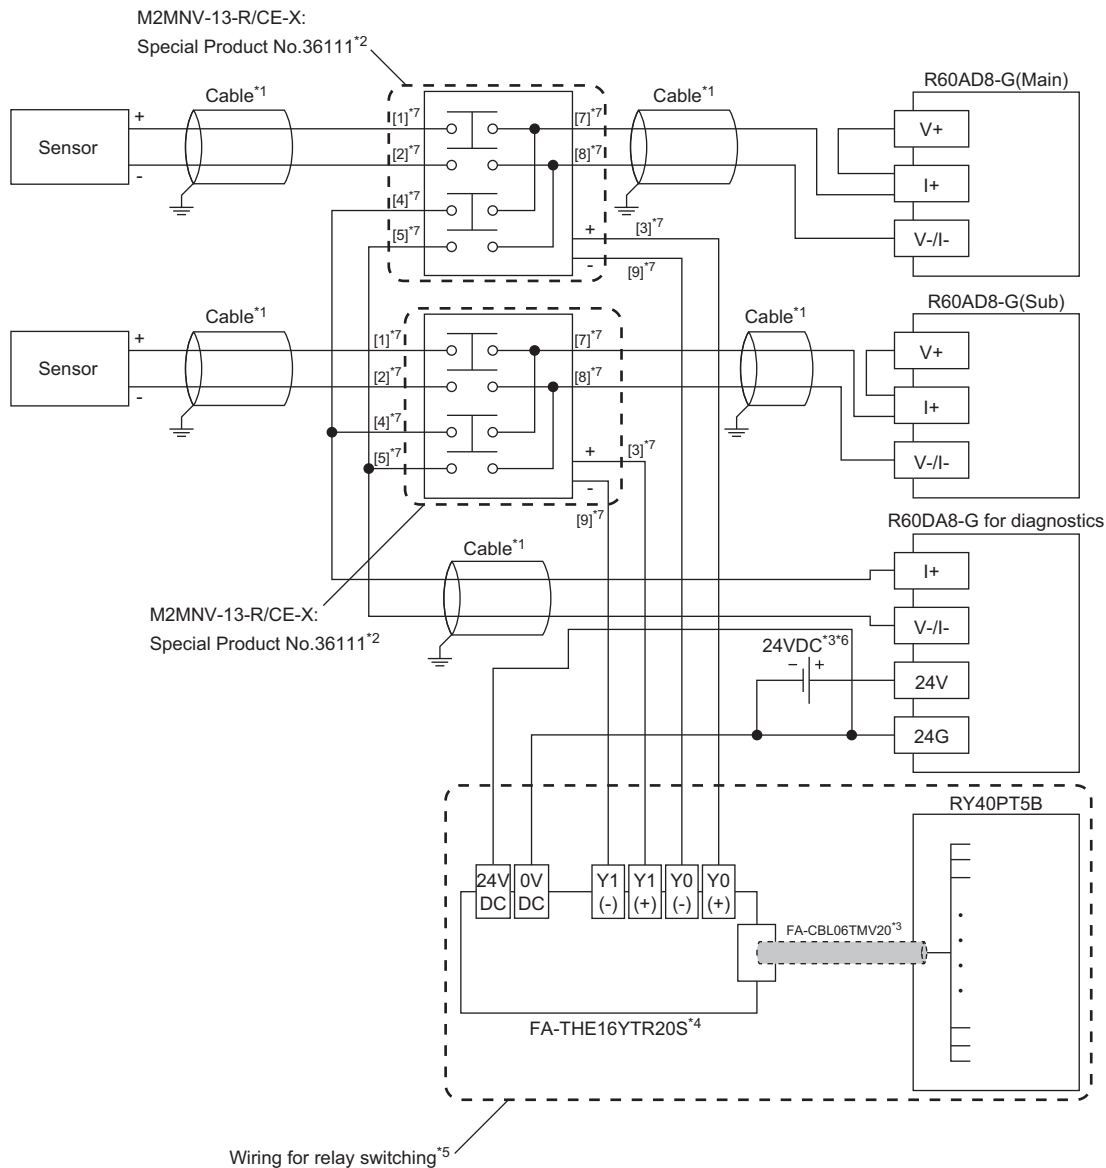 M2MNV-13-R/CE-X:
Special Product No.36111*2
R60AD8-G(Main)
Cable*1
Cable*1
Sensor
+
-
[1]*7
[2]*7
[4]*7
[5]*7
[7]*7
[8]*7
+
-
[3]*7
[9]*7
V+
I+
V-/I-
R60AD8-G(Sub)
Cable*1
Cable*1
Sensor
+
-
[1]*7
[2]*7
[4]*7
[5]*7
[7]*7
[8]*7
+
-
[3]*7
[9]*7
V+
I+
V-/I-
R60DA8-G for diagnostics
Cable*1
I+
V-/I-
24V
24G
M2MNV-13-R/CE-X:
Special Product No.36111*2
24VDC*3*6
− +
RY40PT5B
24V
DC
0V
DC
Y1
(-)
Y1
(+)
Y0
(-)
Y0
(+)
FA-CBL06TMV20*3
FA-THE16YTR20S*4
Wiring for relay switching*5